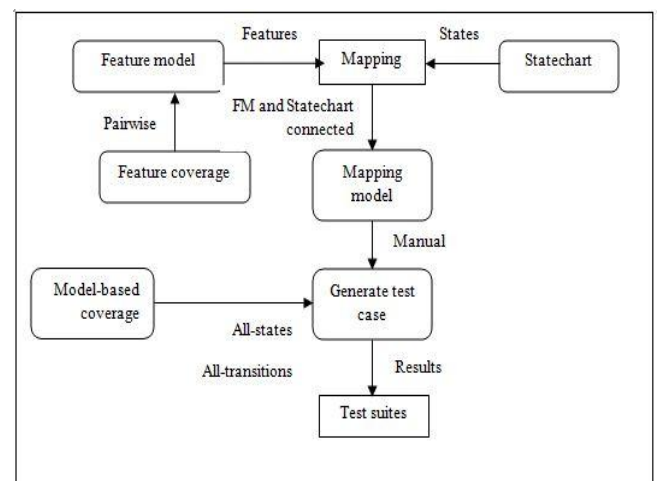 Features
States
Feature model
Mapping
Statechart
FM and Statechart
connected
Pairwise
Feature coverage
Mapping
model
Manual
Model-based
coverage
Generate test
case
All-states
All-transitions
Results
Test suites